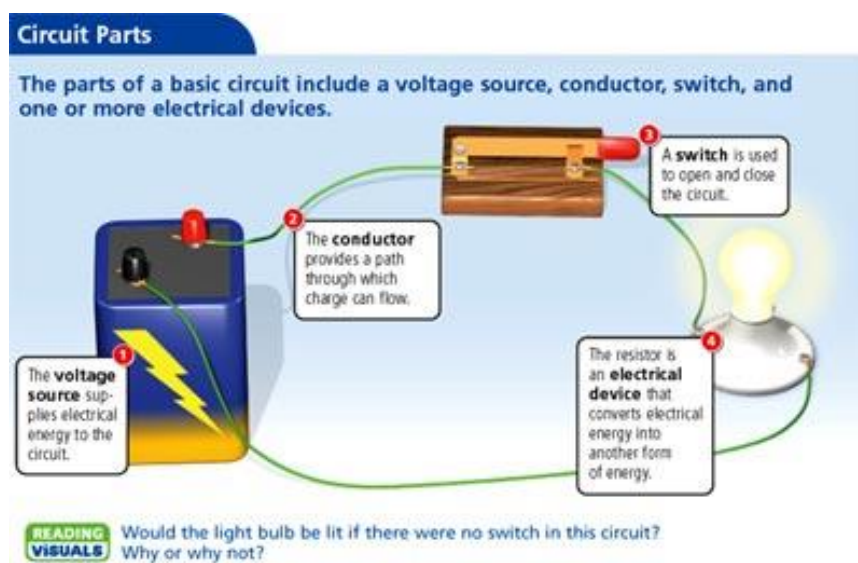 Circuit Parts
The parts of a basic circuit include a voltage source, conductor, switch, and
one or more electrical devices.
1
The voltage
source sup-
plies electrical
energy to the
circuit.
2
The conductor
provides a path
through which
charge can flow.
3
A switch is used
to open and close
the circuit.
4
The resistor is
an electrical
device that
converts electrical
energy into
another form
of energy.
READING
VISUALS
Would the light bulb be lit if there were no switch in this circuit?
Why or why not?